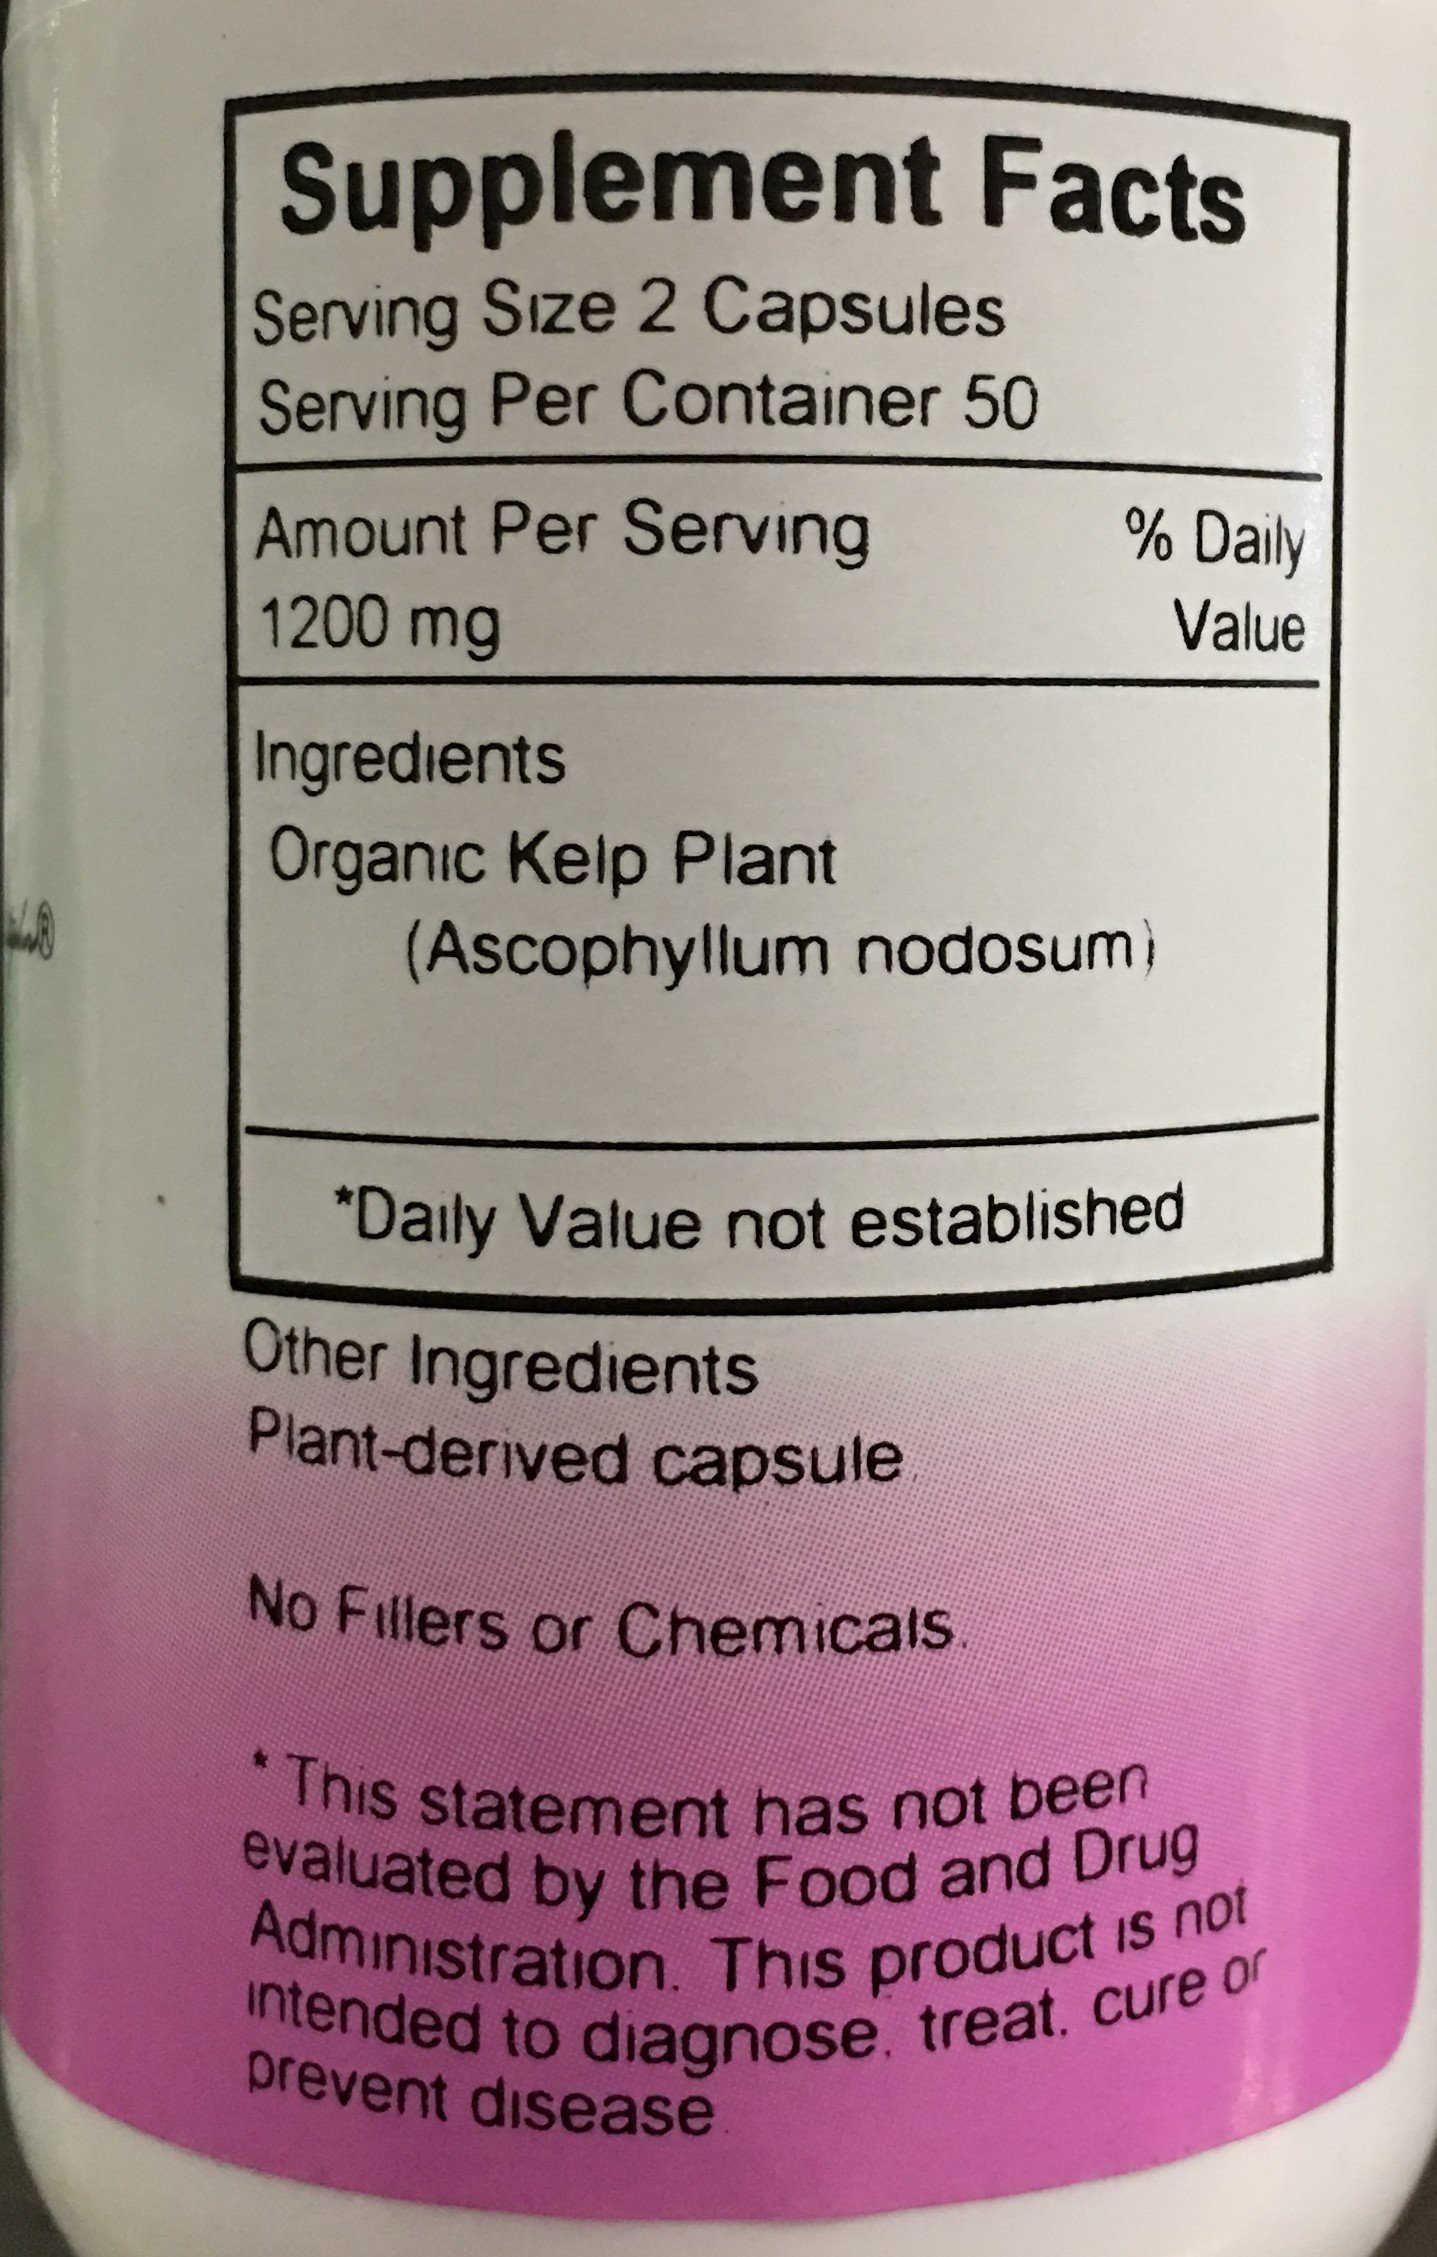 Supplement Facts
Serving Size 2 Capsules
Serving Per Container 50
Amount Per Serving % Daily
1200 mg Value
Ingredients
Organic Kelp Plant
(Ascophyllum nodosum)
*Daily Value not established
Other Ingredients
Plant-derived capsule.
No Fillers or Chemicals.
* This statement has not been
evaluated by the Food and Drug
Administration. This product is not
intended to diagnose, treat, cure or
prevent disease.